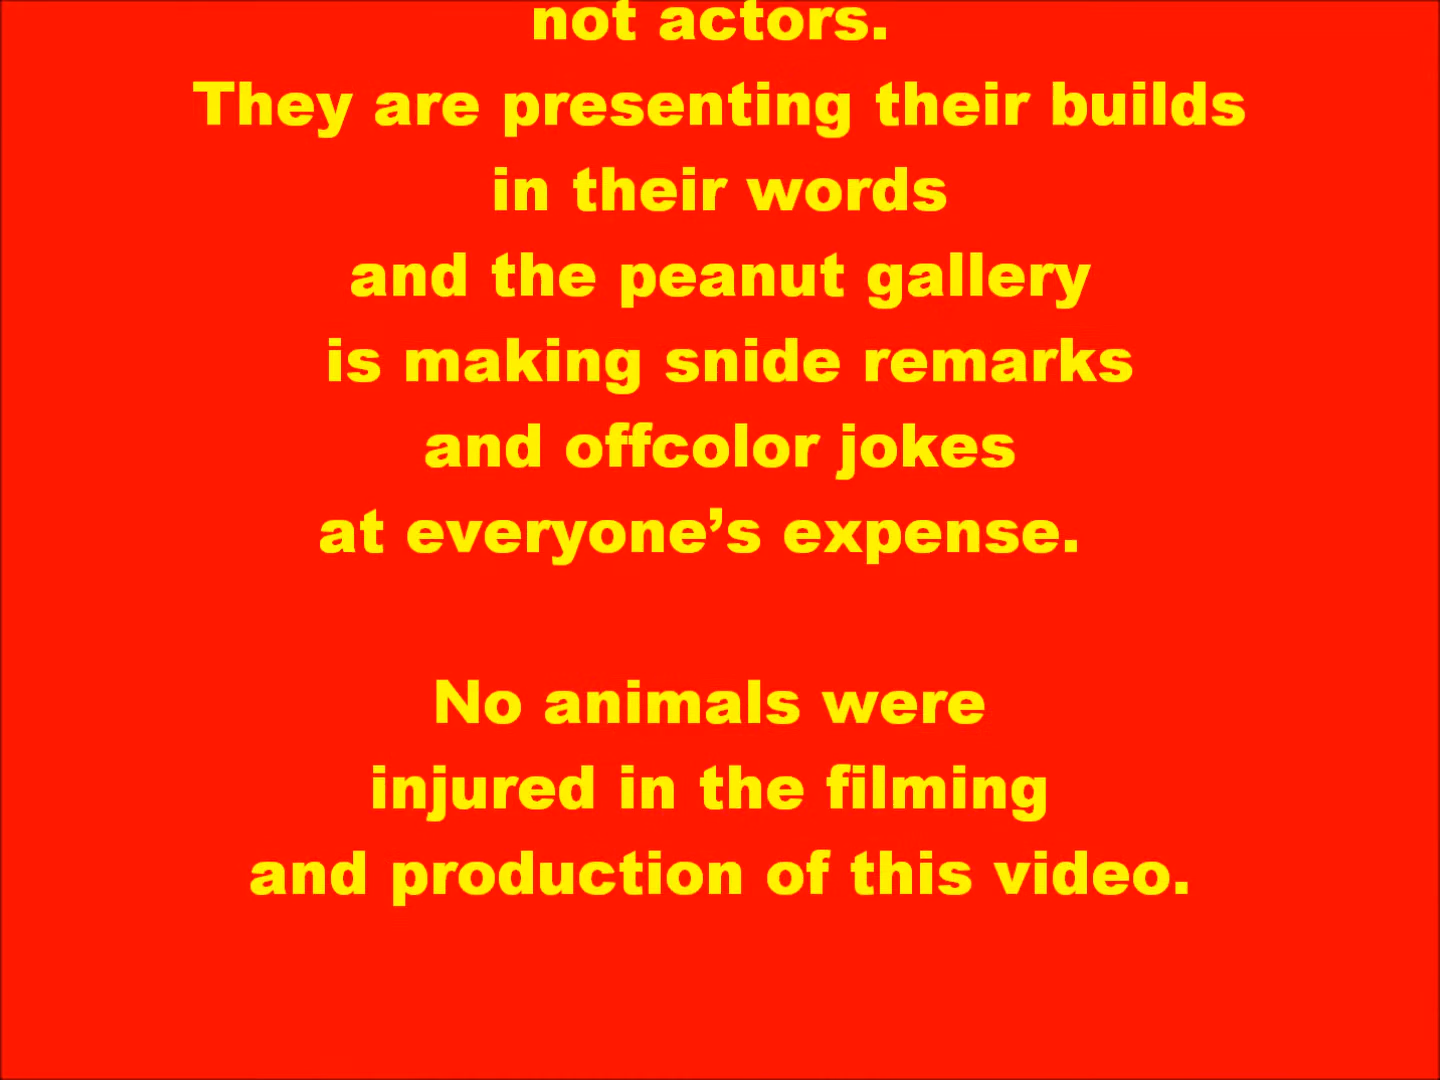 not actors.
They are presenting their builds
in their words
and the peanut gallery
is making snide remarks
and offcolor jokes
at everyone’s expense.
No animals were
injured in the filming
and production of this video.